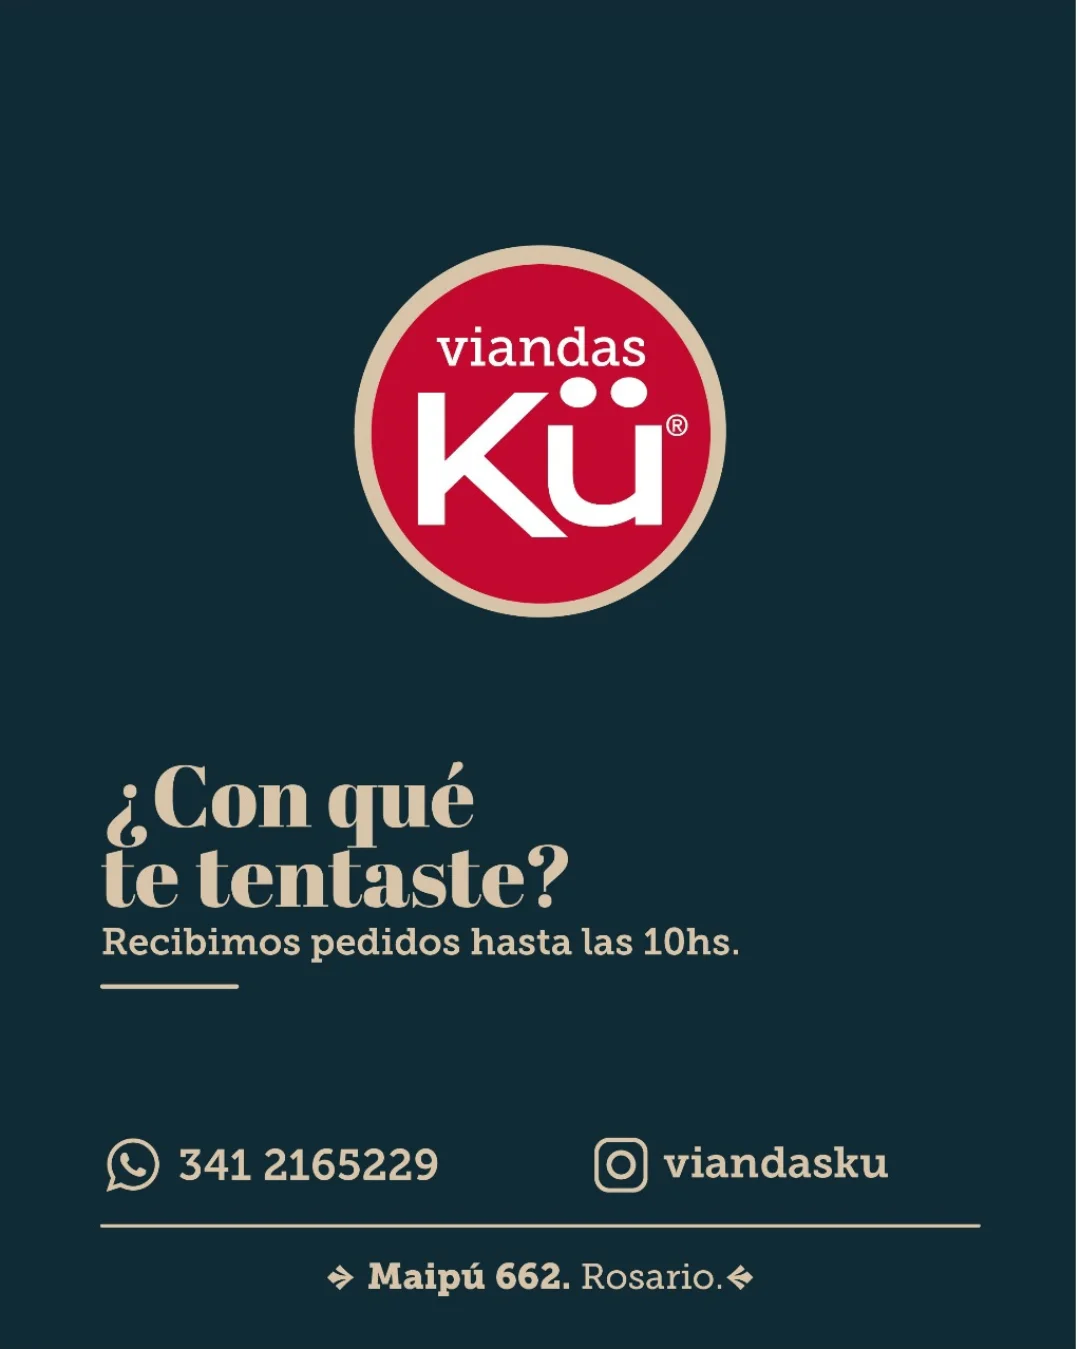 viandas
Kü®
¿Con qué
te tentaste?
Recibimos pedidos hasta las 10hs.
341 2165229
viandasku
Maipú 662. Rosario.